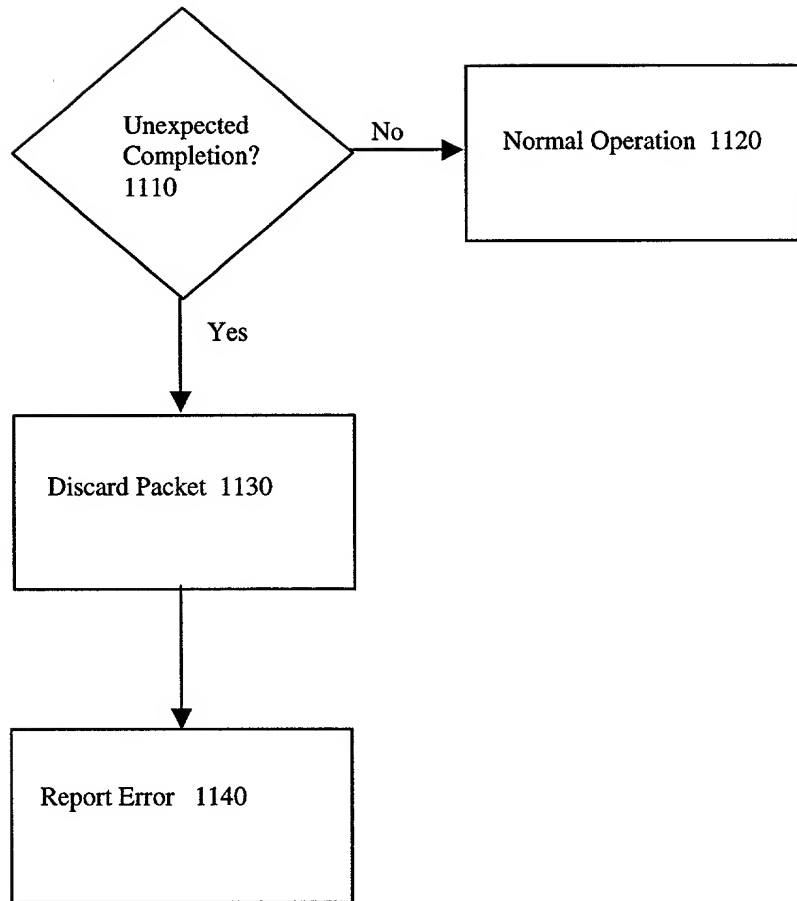 Unexpected
Completion?
1110
No
Normal Operation 1120
Yes
Discard Packet 1130
Report Error 1140